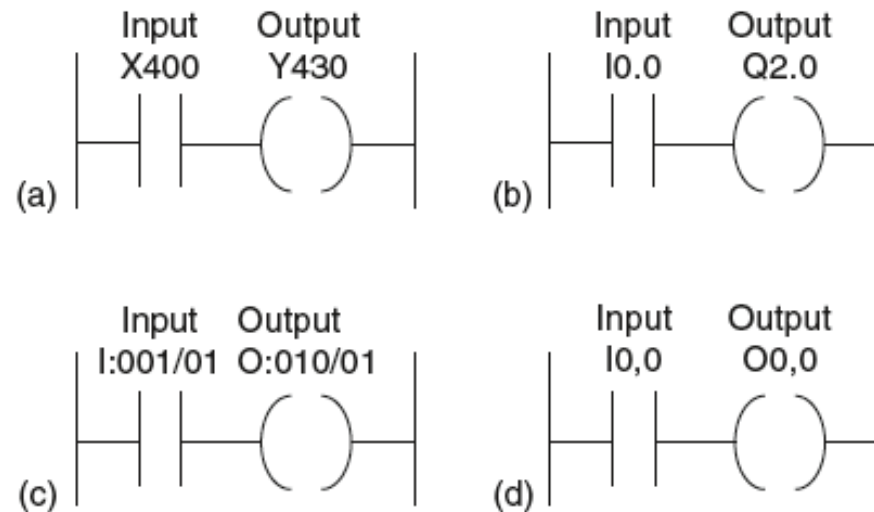 Input Output
X400 Y430
(a)
Input Output
I0.0 Q2.0
(b)
Input Output
I:001/01 O:010/01
(c)
Input Output
I0,0 O0,0
(d)